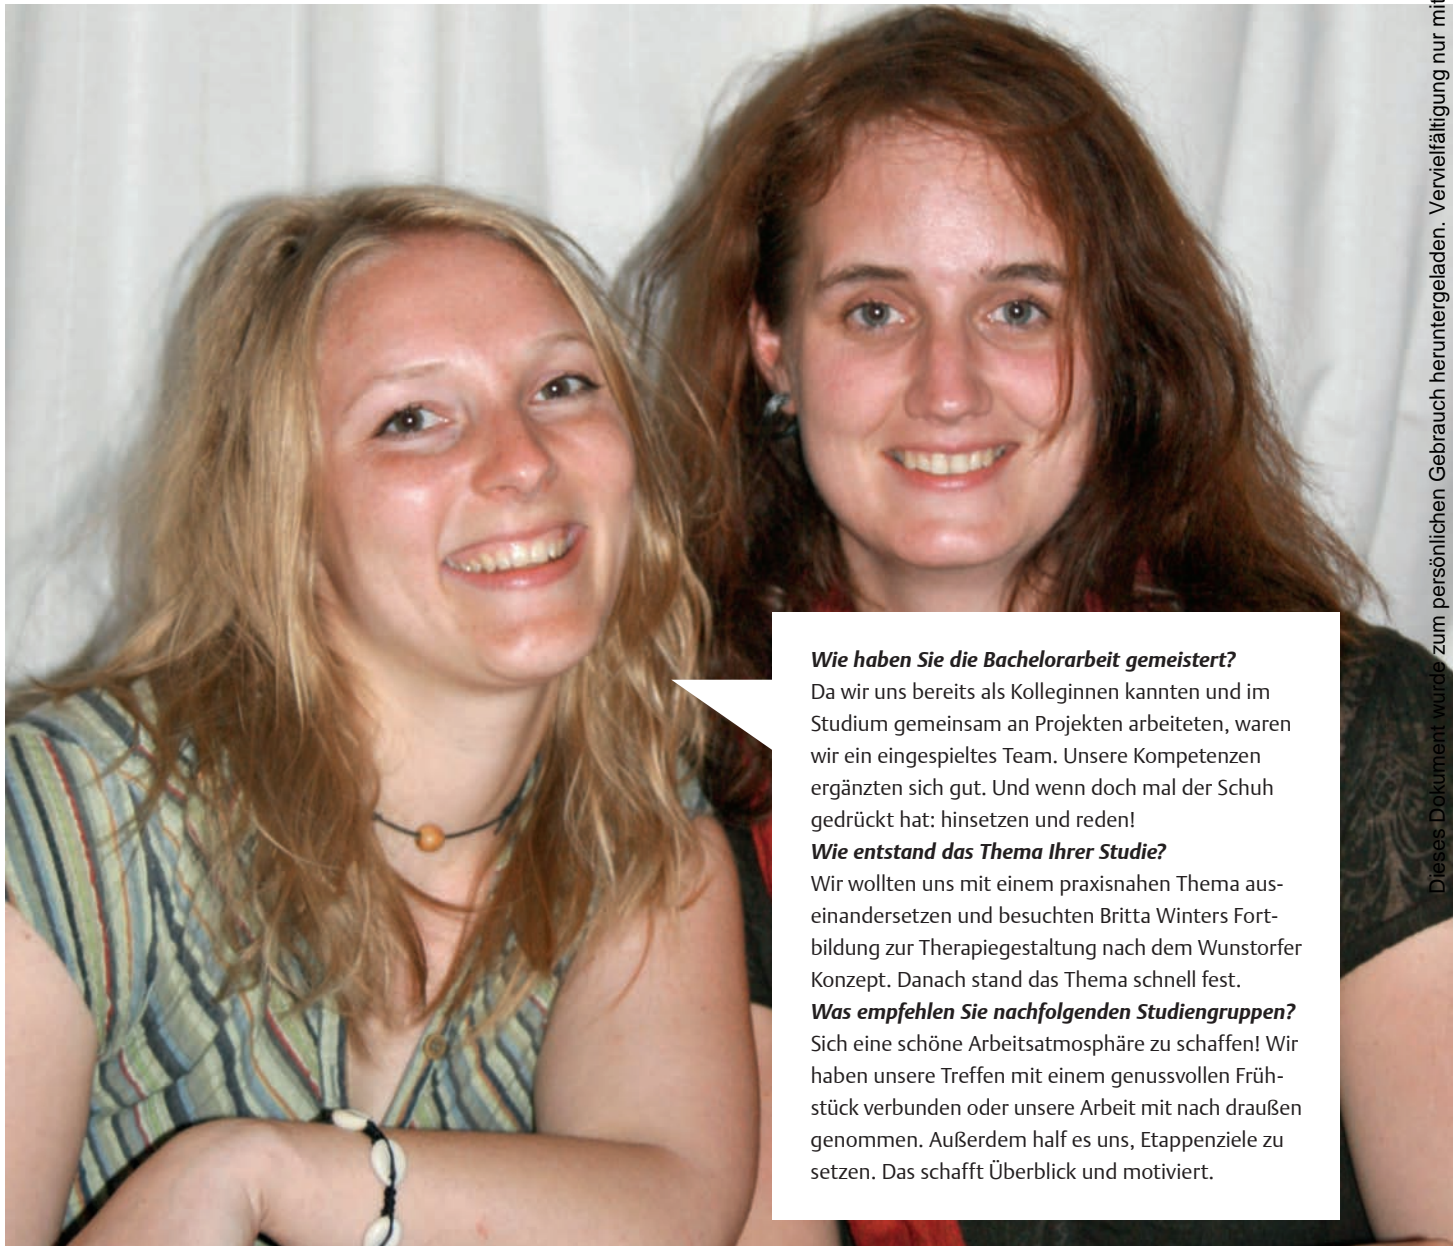 Wie haben Sie die Bachelorarbeit gemeistert?
Da wir uns bereits als Kolleginnen kannten und im
Studium gemeinsam an Projekten arbeiteten, waren
wir ein eingespieltes Team. Unsere Kompetenzen
ergänzten sich gut. Und wenn doch mal der Schuh
gedrückt hat: hinsetzen und reden!
Wie entstand das Thema Ihrer Studie?
Wir wollten uns mit einem praxisnahen Thema aus-
einandersetzen und besuchten Britta Winters Fort-
bildung zur Therapiegestaltung nach dem Wunstorfer
Konzept. Danach stand das Thema schnell fest.
Was empfehlen Sie nachfolgenden Studiengruppen?
Sich eine schöne Arbeitsatmosphäre zu schaffen! Wir
haben unsere Treffen mit einem genussvollen Früh-
stück verbunden oder unsere Arbeit mit nach draußen
genommen. Außerdem half es uns, Etappenziele zu
setzen. Das schafft Überblick und motiviert.
Dieses Dokument wurde zum persönlichen Gebrauch heruntergeladen. Vervielfältigung nur mit